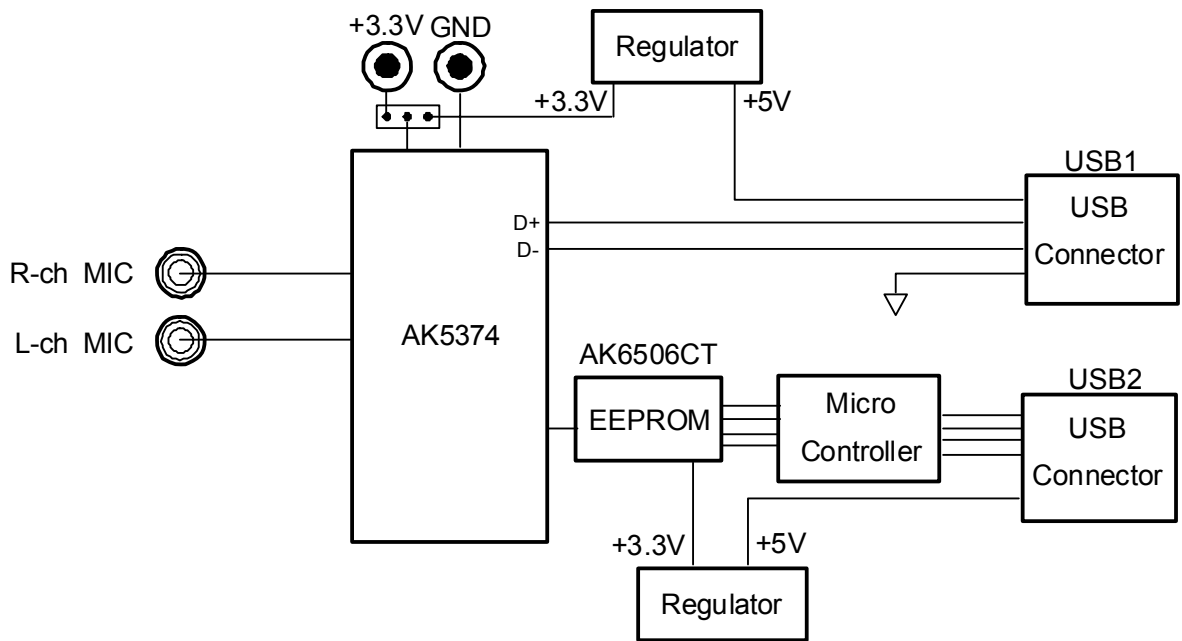 +3.3V GND
Regulator
+3.3V
+5V
USB1
USB
Connector
D+
D-
R-ch MIC
L-ch MIC
AK5374
AK6506CT
EEPROM
Micro
Controller
USB2
USB
Connector
+3.3V
+5V
Regulator